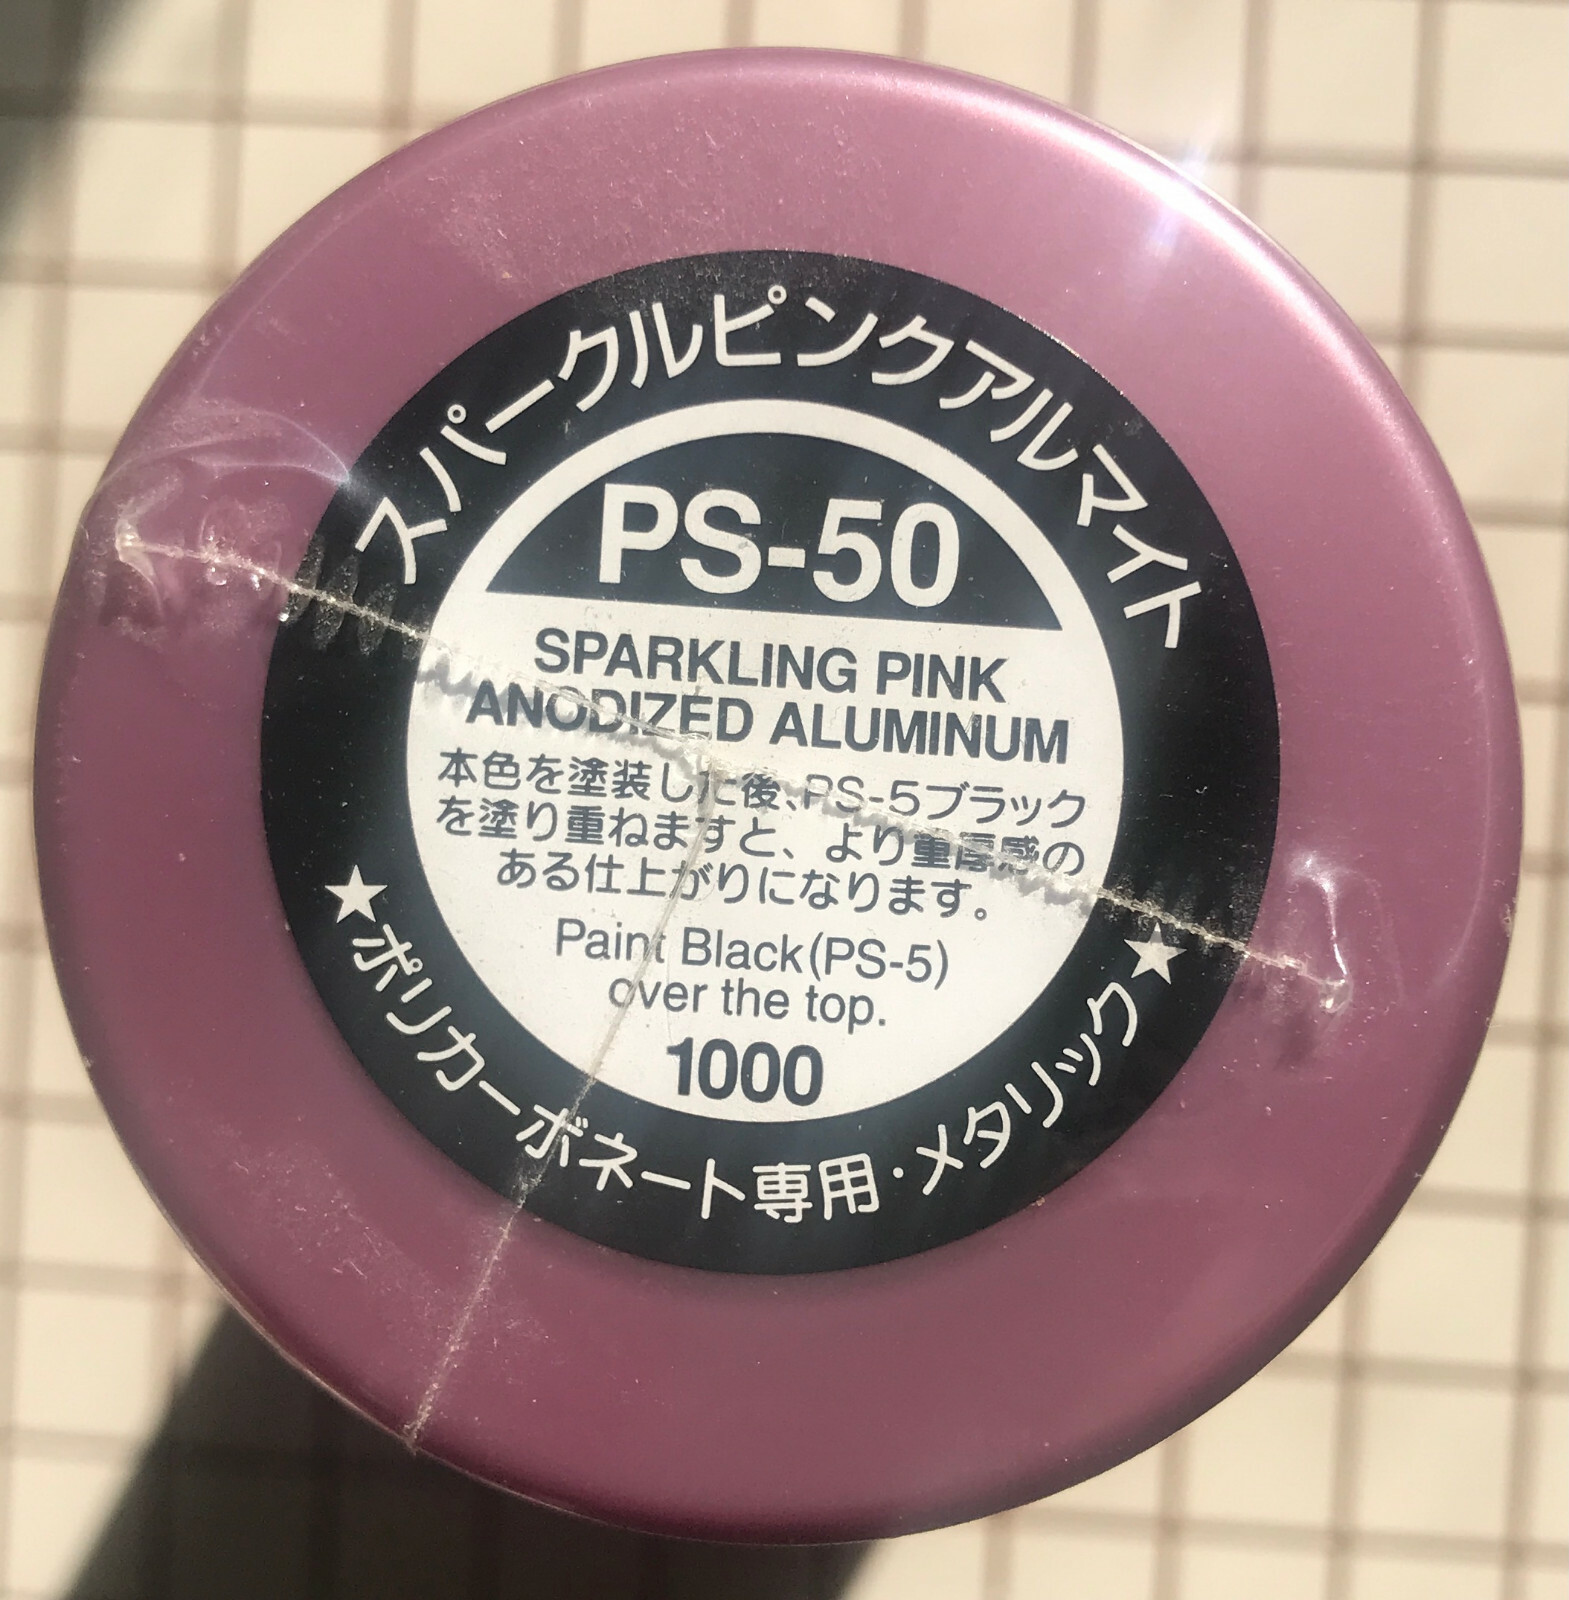 スパークルピンクアルマイト
PS-50
SPARKLING PINK
ANODIZED ALUMINUM
本色を塗装した後、PS-5ブラック
を塗り重ねますと、より重厚感の
ある仕上がりになります。
Paint Black(PS-5)
over the top.
1000
★ポリカーボネート専用・メタリック★